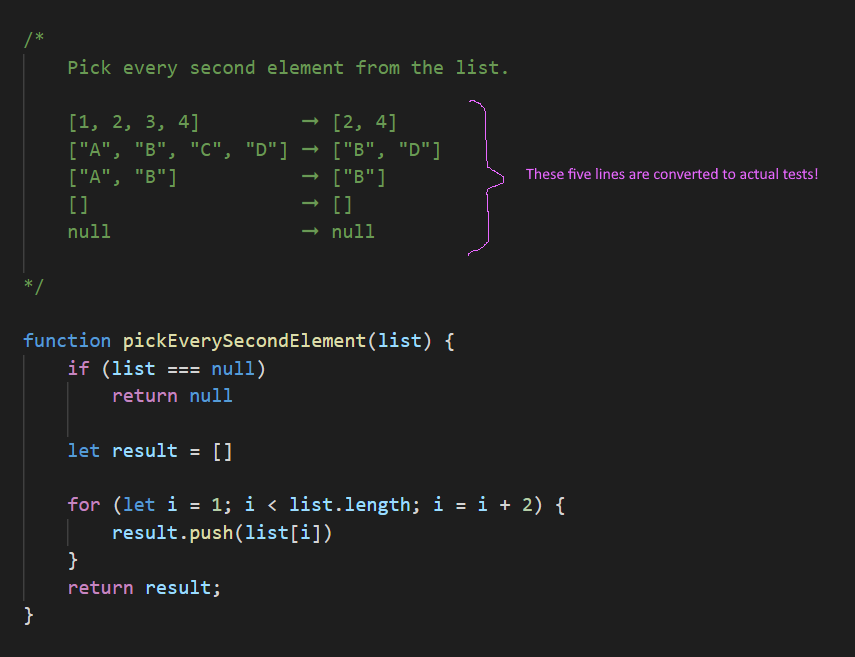 /*
Pick every second element from the list.
[1, 2, 3, 4] → [2, 4]
["A", "B", "C", "D"] → ["B", "D"]
["A", "B"] → ["B"]
[] → []
null → null
These five lines are converted to actual tests!
*/
function pickEverySecondElement(list) {
if (list === null)
return null
let result = []
for (let i = 1; i < list.length; i = i + 2) {
result.push(list[i])
}
return result;
}